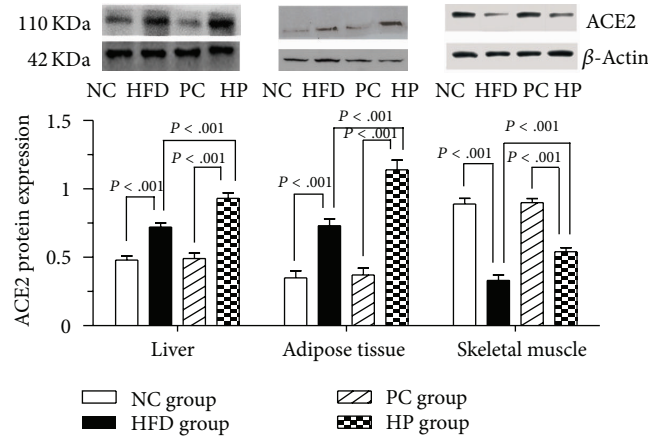 110 KDa ACE2
42 KDa β-Actin
NC HFD PC HP NC HFD PC HP NC HFD PC HP
ACE2 protein expression
1.5
1
0.5
0
P < .001
P < .001
P < .001
P < .001
P < .001
P < .001
P < .001
P < .001
P < .001
Liver Adipose tissue Skeletal muscle
NC group PC group
HFD group HP group